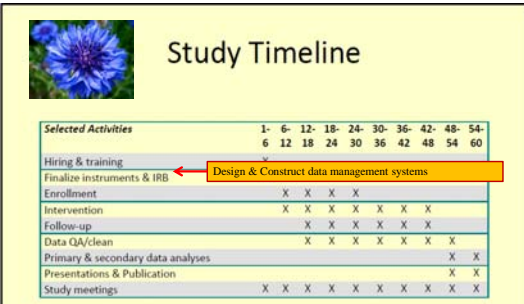 Study Timeline
Selected Activities 1-6 6-12 12-18 18-24 24-30 30-36 36-42 42-48 48-54 54-60
Hiring & training X
Design & Construct data management systems
Finalize instruments & IRB
Enrollment X X X X
Intervention X X X X X X X
Follow-up X X X X X X
Data QA/clean X X X X X X X
Primary & secondary data analyses X X
Presentations & Publication X X
Study meetings X X X X X X X X X X